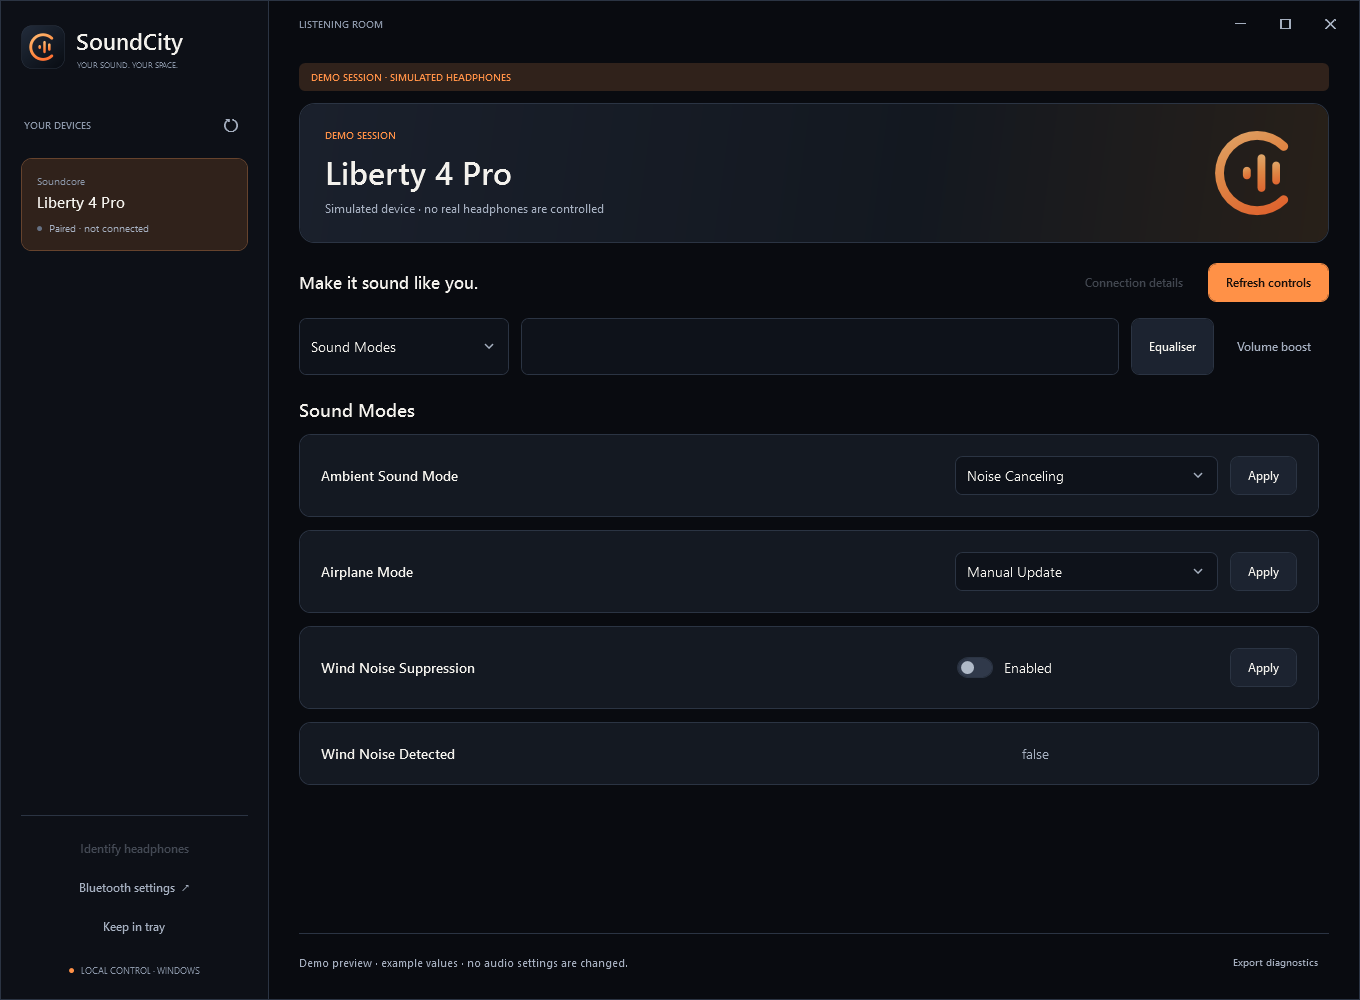 SoundCity
YOUR SOUND. YOUR SPACE.
YOUR DEVICES
Soundcore
Liberty 4 Pro
Paired · not connected
Identify headphones
Bluetooth settings ↗
Keep in tray
LOCAL CONTROL · WINDOWS
LISTENING ROOM
DEMO SESSION · SIMULATED HEADPHONES
DEMO SESSION
Liberty 4 Pro
Simulated device · no real headphones are controlled
Make it sound like you.
Connection details
Refresh controls
Sound Modes
Equaliser
Volume boost
Sound Modes
Ambient Sound Mode
Noise Canceling
Apply
Airplane Mode
Manual Update
Apply
Wind Noise Suppression
Enabled
Apply
Wind Noise Detected
false
Demo preview · example values · no audio settings are changed.
Export diagnostics